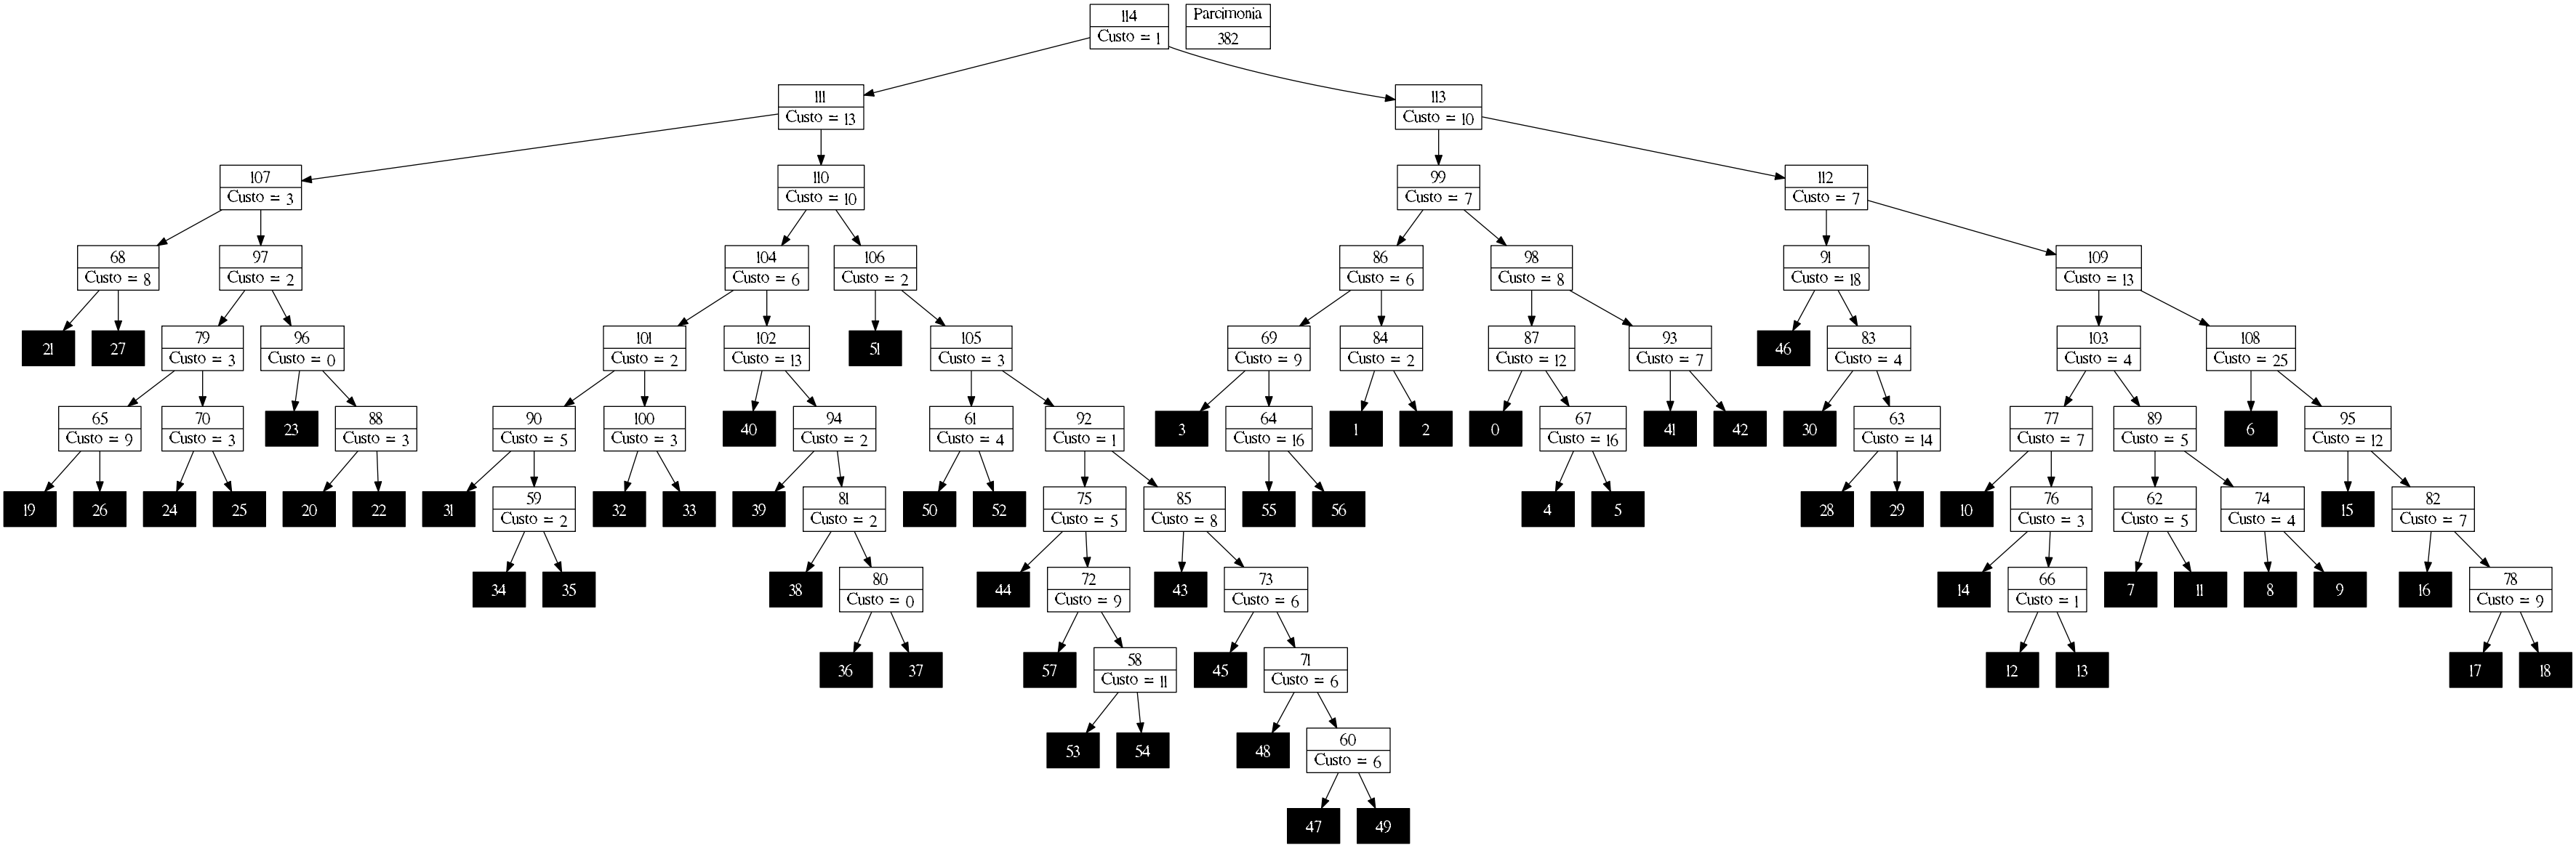 114
Custo = 1
Parcimonia
382
111
Custo = 13
113
Custo = 10
107
Custo = 3
110
Custo = 10
99
Custo = 7
112
Custo = 7
68
Custo = 8
97
Custo = 2
104
Custo = 6
106
Custo = 2
86
Custo = 6
98
Custo = 8
91
Custo = 18
109
Custo = 13
21
27
79
Custo = 3
96
Custo = 0
101
Custo = 2
102
Custo = 13
51
105
Custo = 3
69
Custo = 9
84
Custo = 2
87
Custo = 12
93
Custo = 7
46
83
Custo = 4
103
Custo = 4
108
Custo = 25
65
Custo = 9
70
Custo = 3
23
88
Custo = 3
90
Custo = 5
100
Custo = 3
40
94
Custo = 2
61
Custo = 4
92
Custo = 1
3
64
Custo = 16
1
2
0
67
Custo = 16
41
42
30
63
Custo = 14
77
Custo = 7
89
Custo = 5
6
95
Custo = 12
19
26
24
25
20
22
31
59
Custo = 2
32
33
39
81
Custo = 2
50
52
75
Custo = 5
85
Custo = 8
55
56
4
5
28
29
10
76
Custo = 3
62
Custo = 5
74
Custo = 4
15
82
Custo = 7
34
35
38
80
Custo = 0
44
72
Custo = 9
43
73
Custo = 6
14
66
Custo = 1
7
11
8
9
16
78
Custo = 9
36
37
57
58
Custo = 11
45
71
Custo = 6
12
13
17
18
53
54
48
60
Custo = 6
47
49